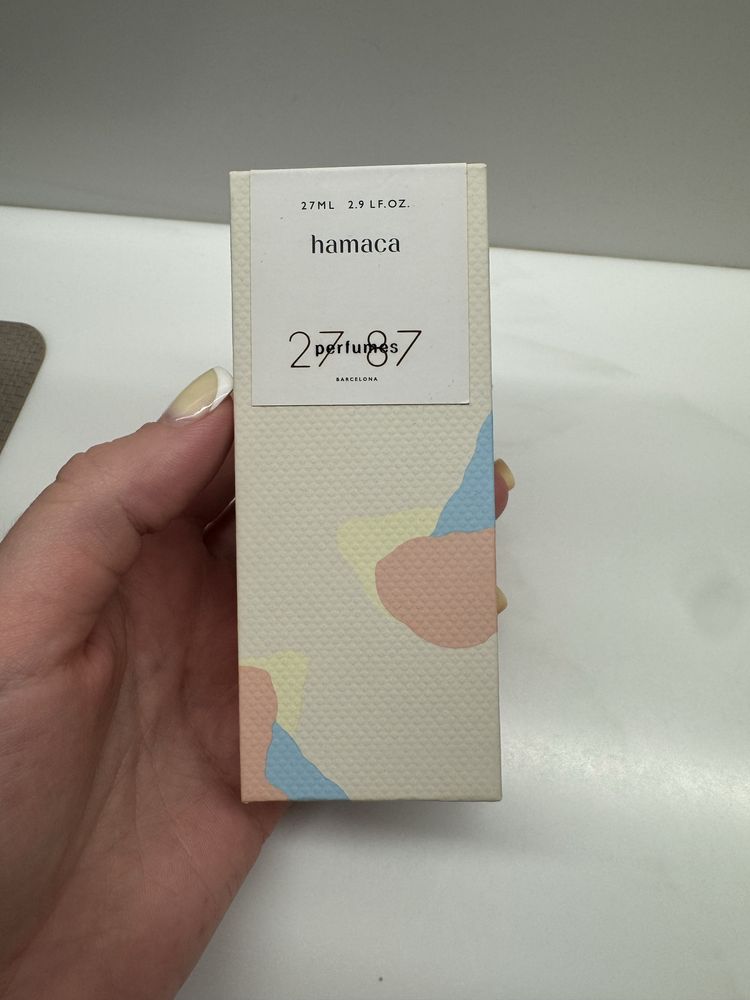 27ML 2.9 LF.OZ.
hamaca
27 87
perfumes
BARCELONA